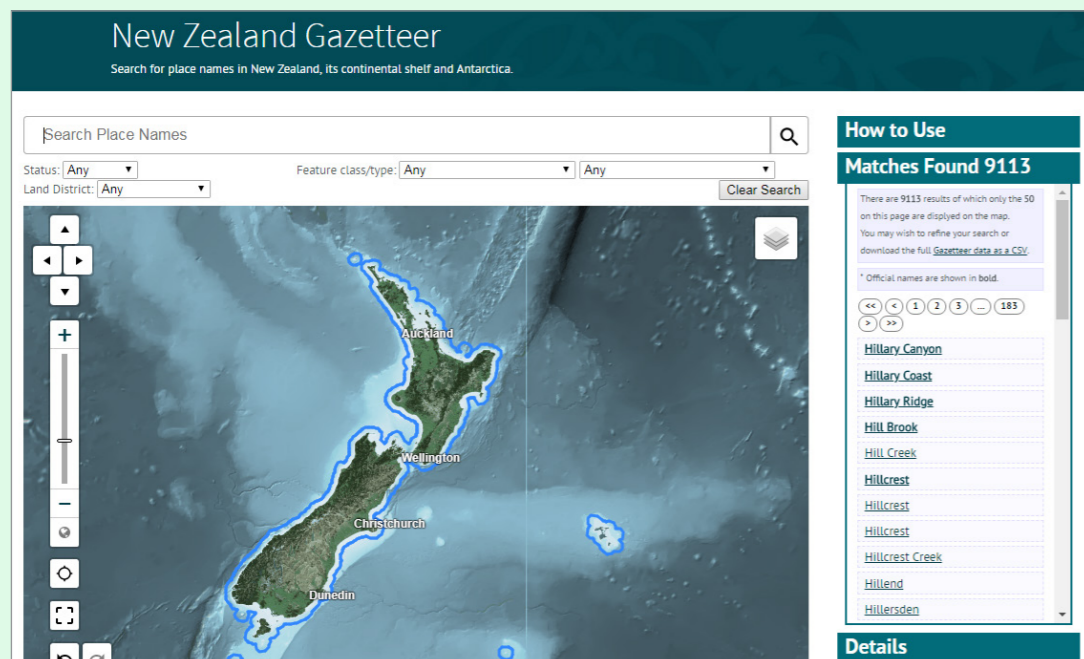 New Zealand Gazetteer
Search for place names in New Zealand, its continental shelf and Antarctica.
Search Place Names
Status: Any
Feature class/type: Any
Any
Land District: Any
Clear Search
Auckland
Wellington
Christchurch
Dunedin
How to Use
Matches Found 9113
There are 9113 results of which only the 50
on this page are displyed on the map.
You may wish to refine your search or
download the full Gazetteer data as a CSV.
* Official names are shown in bold.
<< < 1 2 3 ... 183
> >>
Hillary Canyon
Hillary Coast
Hillary Ridge
Hill Brook
Hill Creek
Hillcrest
Hillcrest
Hillcrest
Hillcrest Creek
Hillend
Hillersden
Details